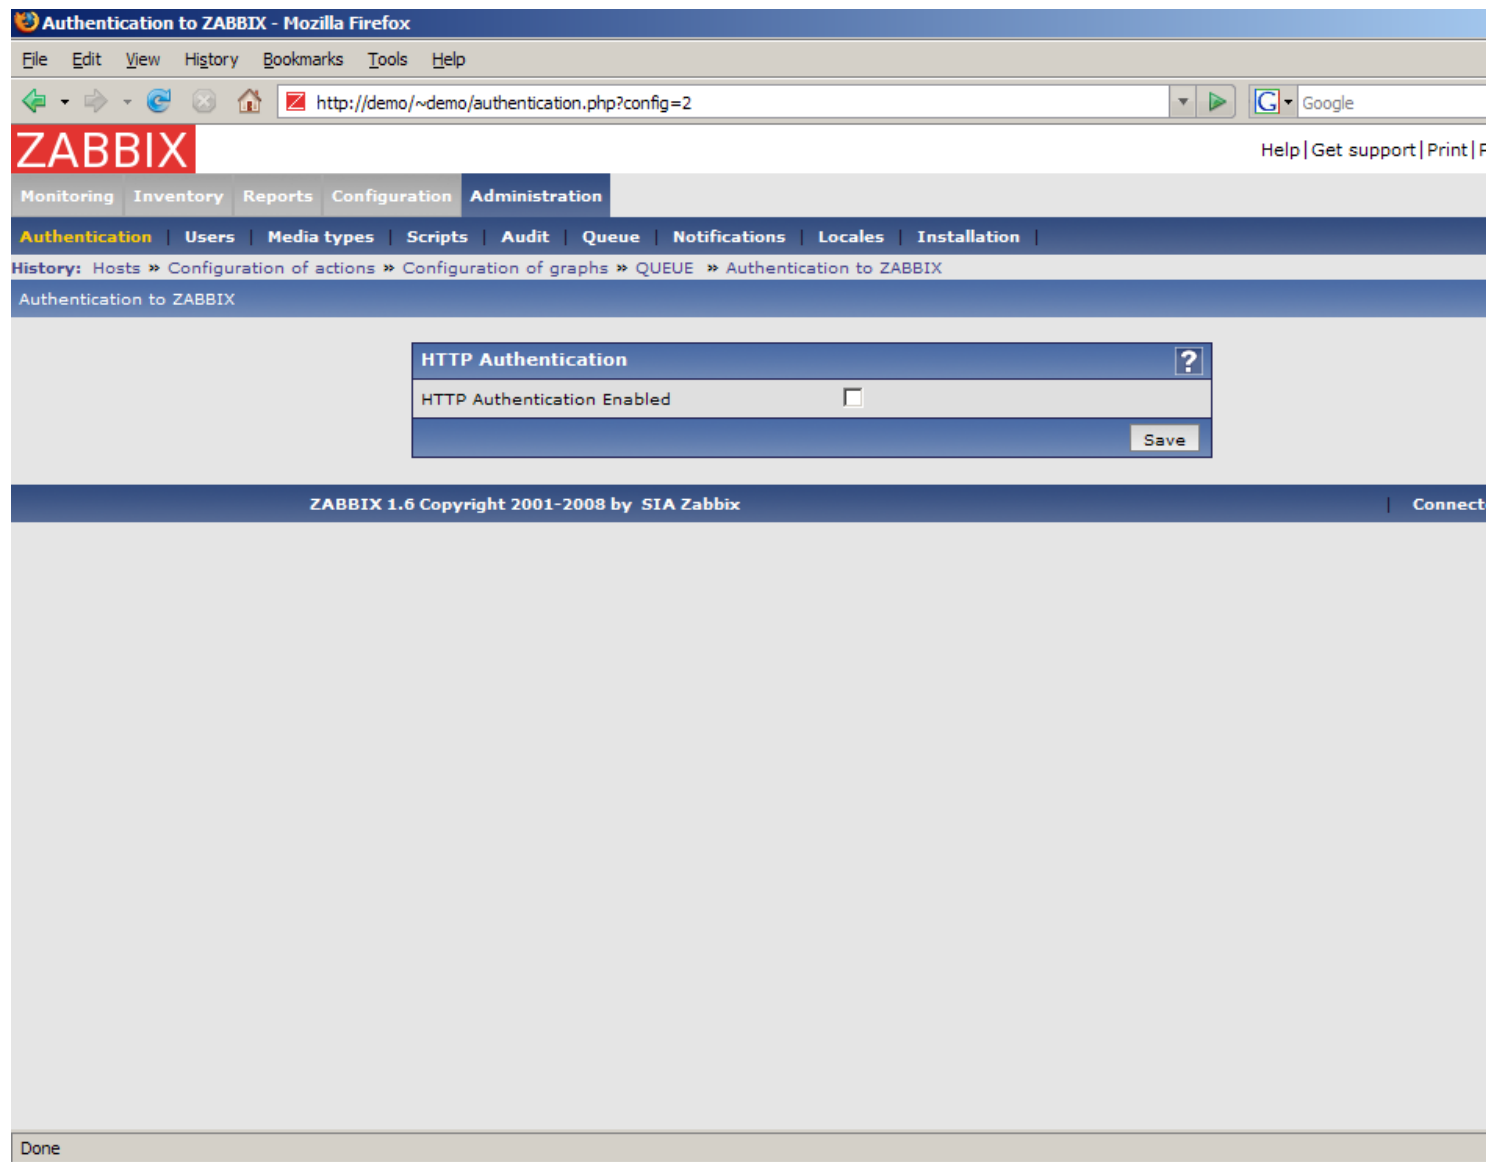 Authentication to ZABBIX - Mozilla Firefox
File Edit View History Bookmarks Tools Help
http://demo/~demo/authentication.php?config=2 G Google
ZABBIX
Help|Get support|Print|
Monitoring Inventory Reports Configuration Administration
Authentication | Users | Media types | Scripts | Audit | Queue | Notifications | Locales | Installation |
History: Hosts » Configuration of actions » Configuration of graphs » QUEUE » Authentication to ZABBIX
Authentication to ZABBIX
HTTP Authentication ?
HTTP Authentication Enabled
Save
ZABBIX 1.6 Copyright 2001-2008 by SIA Zabbix | Connect
Done